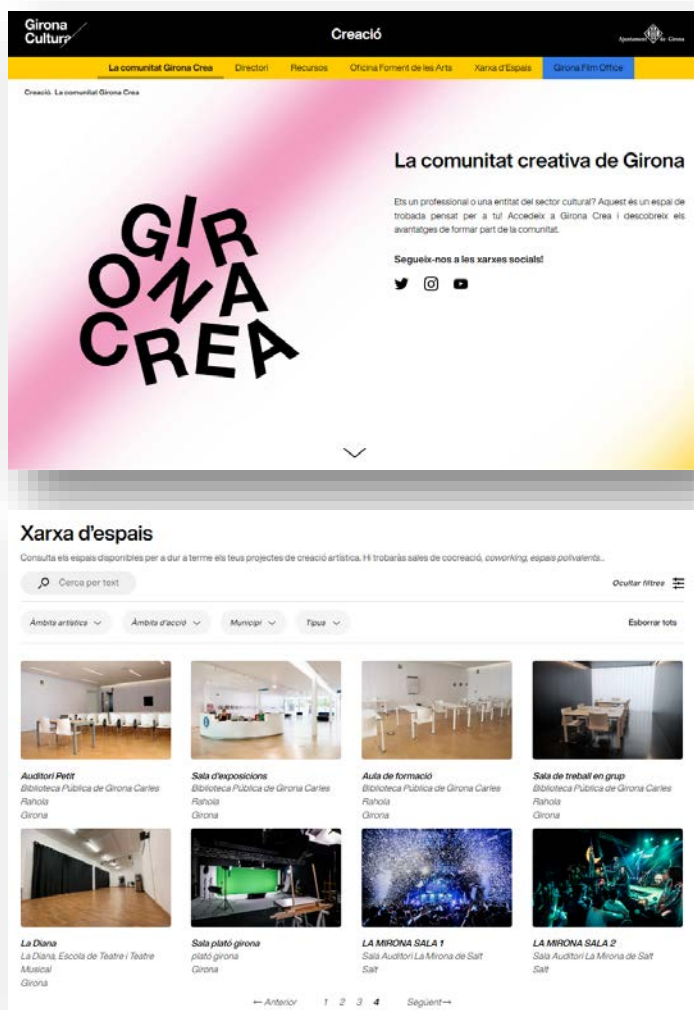 Girona
Cultura
Creació
Ajuntament de Girona
La comunitat Girona Crea Directori Recursos Oficina Foment de les Arts Xarxa d'Espais Girona Film Office
Creació. La comunitat Girona Crea
GIRONA
CREA
La comunitat creativa de Girona
Ets un professional o una entitat del sector cultural? Aquest és un espai de
trobada pensat per a tu! Accedeix a Girona Crea i descobreix els
avantatges de formar part de la comunitat.
Segueix-nos a les xarxes socials!
Xarxa d'espais
Consulta els espais disponibles per a dur a terme els teus projectes de creació artística. Hi trobaràs sales de cocreació, coworking, espais polivalents...
Cerca per text
Ocultar filtres
Àmbits artístics Àmbits d'acció Municipi Tipus Esborrar tots
Auditori Petit
Biblioteca Pública de Girona Carles
Rahola
Girona
Sala d'exposicions
Biblioteca Pública de Girona Carles
Rahola
Girona
Aula de formació
Biblioteca Pública de Girona Carles
Rahola
Girona
Sala de treball en grup
Biblioteca Pública de Girona Carles
Rahola
Girona
La Diana
La Diana, Escola de Teatre i Teatre
Musical
Girona
Sala plató girona
plató girona
Girona
LA MIRONA SALA 1
Sala Auditori La Mirona de Salt
Salt
LA MIRONA SALA 2
Sala Auditori La Mirona de Salt
Salt
← Anterior 1 2 3 4 Següent →